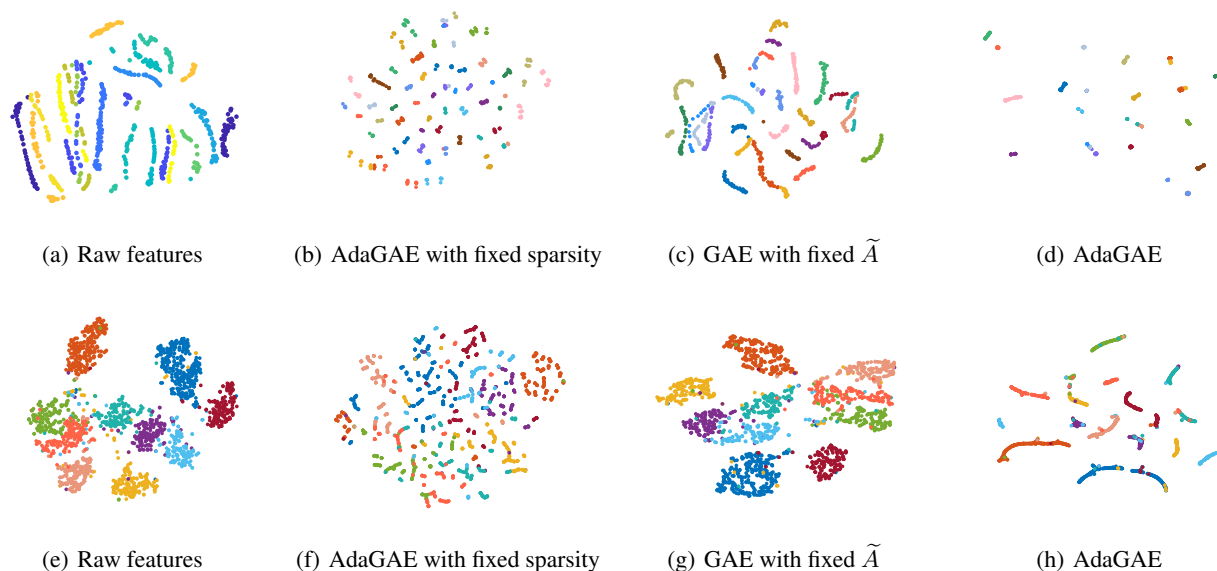 (a) Raw features
(b) AdaGAE with fixed sparsity
(c) GAE with fixed Ã
(d) AdaGAE
(e) Raw features
(f) AdaGAE with fixed sparsity
(g) GAE with fixed Ã
(h) AdaGAE